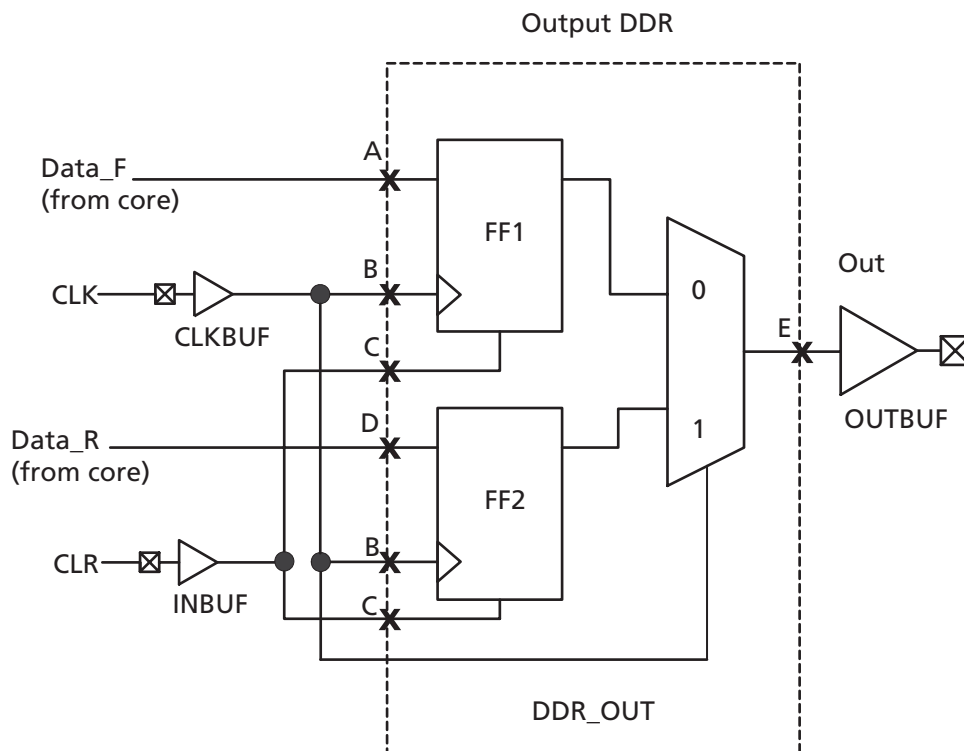 Output DDR
A
Data_F
(from core)
FF1
B
CLK
CLKBUF
0
Out
E
C
D
Data_R
(from core)
1
OUTBUF
FF2
B
CLR
INBUF
C
DDR_OUT